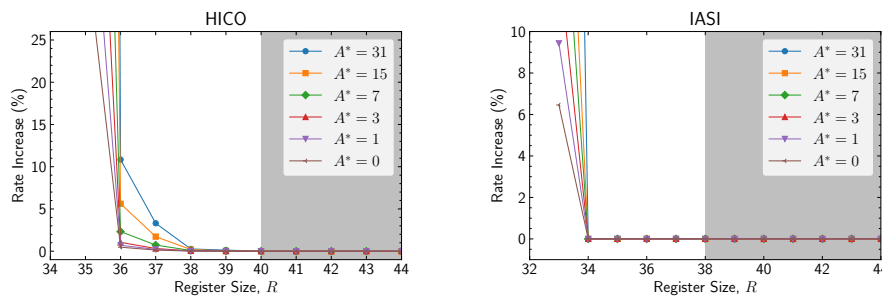 HICO
Rate Increase (%)
25
20
15
10
5
0
A* = 31
A* = 15
A* = 7
A* = 3
A* = 1
A* = 0
34 35 36 37 38 39 40 41 42 43 44
Register Size, R
IASI
Rate Increase (%)
10
8
6
4
2
0
A* = 31
A* = 15
A* = 7
A* = 3
A* = 1
A* = 0
32 34 36 38 40 42 44
Register Size, R